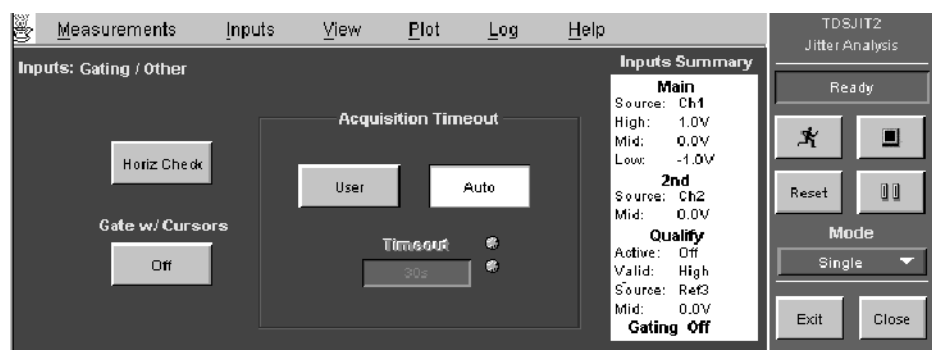 Measurements Inputs View Plot Log Help
TDSJIT2
Jitter Analysis
Inputs: Gating / Other
Inputs Summary
Acquisition Timeout
Horiz Check
User
Auto
Gate w/ Cursors
Off
Timeout
30s
Main
Source: Ch1
High: 1.0V
Mid: 0.0V
Low: -1.0V
2nd
Source: Ch2
Mid: 0.0V
Qualify
Active: Off
Valid: High
Source: Ref3
Mid: 0.0V
Gating Off
Ready
Reset
Mode
Single
Exit
Close